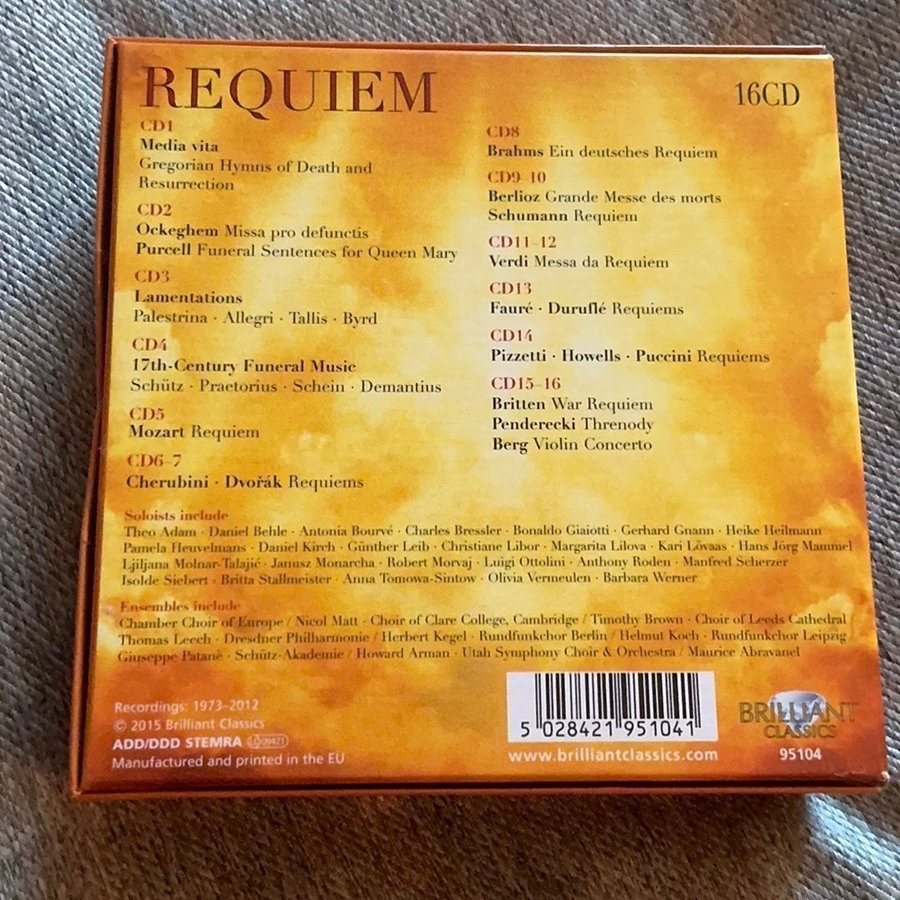 REQUIEM
16CD
CD1
Media vita
Gregorian Hymns of Death and
Resurrection
CD2
Ockeghem Missa pro defunctis
Purcell Funeral Sentences for Queen Mary
CD3
Lamentations
Palestrina · Allegri · Tallis · Byrd
CD4
17th-Century Funeral Music
Schütz · Praetorius · Schein · Demantius
CD5
Mozart Requiem
CD6–7
Cherubini · Dvořák Requiems
CD8
Brahms Ein deutsches Requiem
CD9–10
Berlioz Grande Messe des morts
Schumann Requiem
CD11–12
Verdi Messa da Requiem
CD13
Fauré · Duruflé Requiems
CD14
Pizzetti · Howells · Puccini Requiems
CD15–16
Britten War Requiem
Penderecki Threnody
Berg Violin Concerto
Soloists include
Theo Adam · Daniel Behle · Antonia Bourvé · Charles Bressler · Bonaldo Giaiotti · Gerhard Gnann · Heike Heilmann
Pamela Heuvelmans · Daniel Kirch · Günther Leib · Christiane Libor · Margarita Lilova · Kari Lövaas · Hans Jörg Mammel
Ljiljana Molnar-Talajić · Janusz Monarcha · Robert Morvaj · Luigi Ottolini · Anthony Roden · Manfred Scherzer
Isolde Siebert · Britta Stallmeister · Anna Tomowa-Sintow · Olivia Vermeulen · Barbara Werner
Ensembles include
Chamber Choir of Europe / Nicol Matt · Choir of Clare College, Cambridge / Timothy Brown · Choir of Leeds Cathedral
Thomas Leech · Dresdner Philharmonie / Herbert Kegel · Rundfunkchor Berlin / Helmut Koch · Rundfunkchor Leipzig
Giuseppe Patanè · Schütz-Akademie / Howard Arman · Utah Symphony Choir & Orchestra / Maurice Abravanel
Recordings: 1973–2012
© 2015 Brilliant Classics
ADD/DDD STEMRA LC 09421
Manufactured and printed in the EU
5 028421 951041
www.brilliantclassics.com
BRILLIANT
CLASSICS
95104